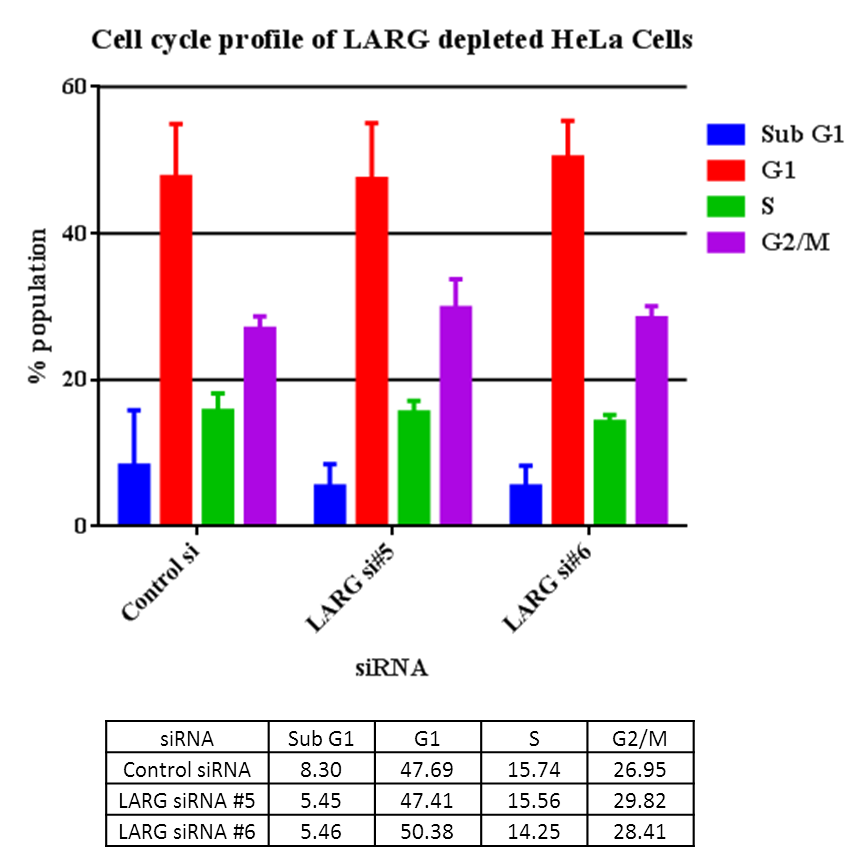 Cell cycle profile of LARG depleted HeLa Cells
60
40
20
0
% population
Sub G1
G1
S
G2/M
Control si
LARG si#5
LARG si#6
siRNA
siRNA Sub G1 G1 S G2/M
Control siRNA 8.30 47.69 15.74 26.95
LARG siRNA #5 5.45 47.41 15.56 29.82
LARG siRNA #6 5.46 50.38 14.25 28.41